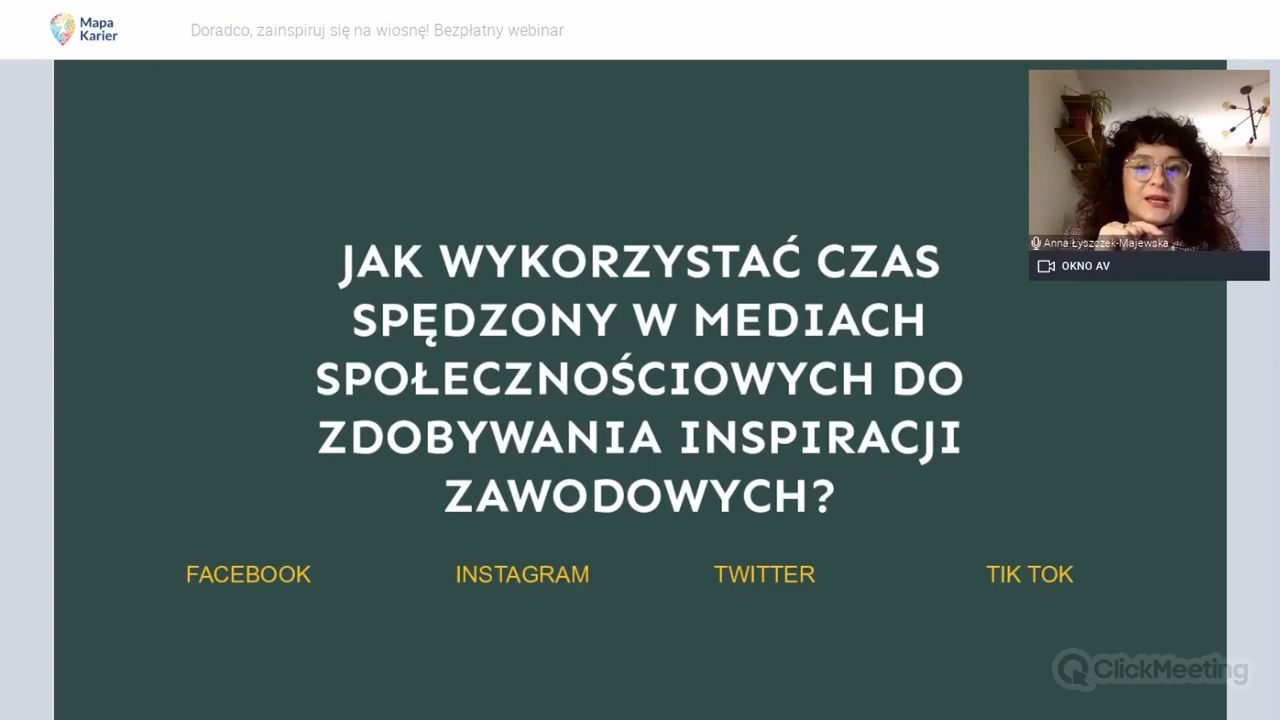 Mapa
Karier
Doradco, zainspiruj się na wiosnę! Bezpłatny webinar
Anna Łyszczek-Majewska
OKNO AV
JAK WYKORZYSTAĆ CZAS
SPĘDZONY W MEDIACH
SPOŁECZNOŚCIOWYCH DO
ZDOBYWANIA INSPIRACJI
ZAWODOWYCH?
FACEBOOK INSTAGRAM TWITTER TIK TOK
ClickMeeting